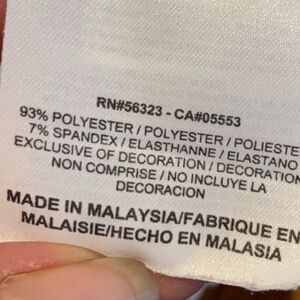 RN#56323 - CA#05553
93% POLYESTER / POLYESTER / POLIESTE
7% SPANDEX / ELASTHANNE / ELASTANO
EXCLUSIVE OF DECORATION / DECORATION
NON COMPRISE / NO INCLUYE LA
DECORACION
MADE IN MALAYSIA/FABRIQUE EN
MALAISIE/HECHO EN MALASIA